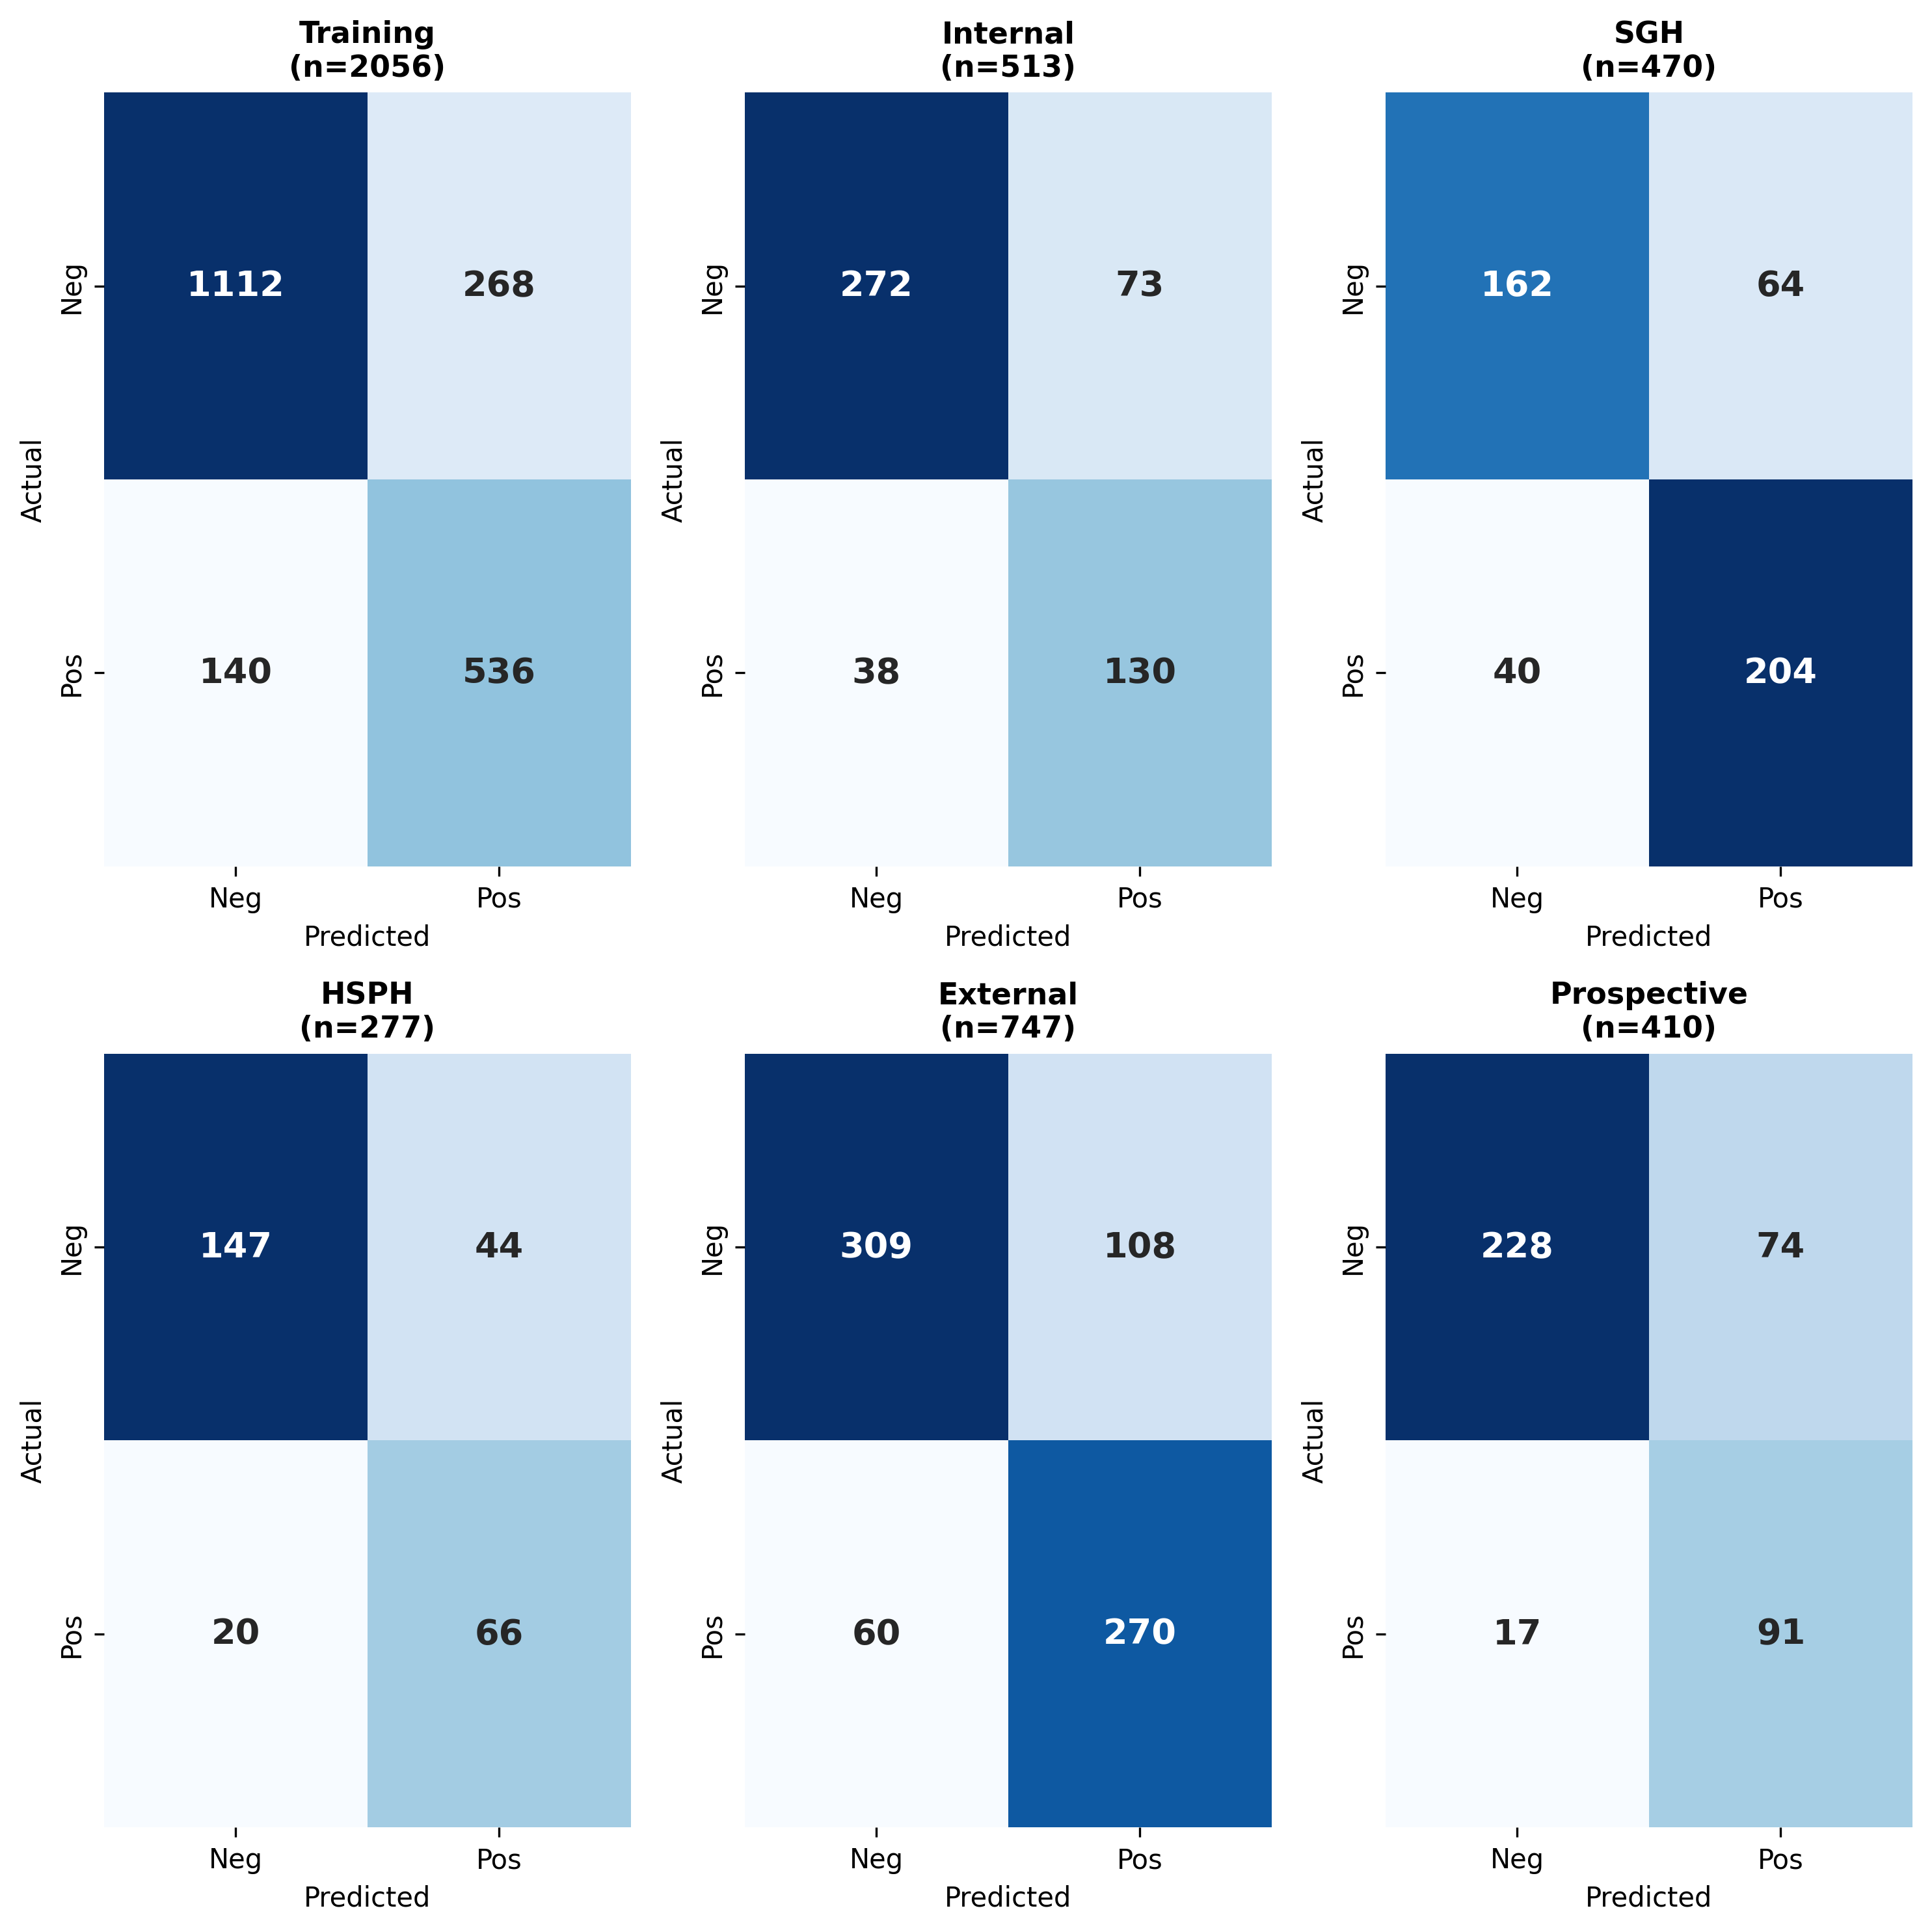 Training
(n=2056)
Actual
Neg
1112
268
Pos
140
536
Neg
Pos
Predicted
Internal
(n=513)
Actual
Neg
272
73
Pos
38
130
Neg
Pos
Predicted
SGH
(n=470)
Actual
Neg
162
64
Pos
40
204
Neg
Pos
Predicted
HSPH
(n=277)
Actual
Neg
147
44
Pos
20
66
Neg
Pos
Predicted
External
(n=747)
Actual
Neg
309
108
Pos
60
270
Neg
Pos
Predicted
Prospective
(n=410)
Actual
Neg
228
74
Pos
17
91
Neg
Pos
Predicted